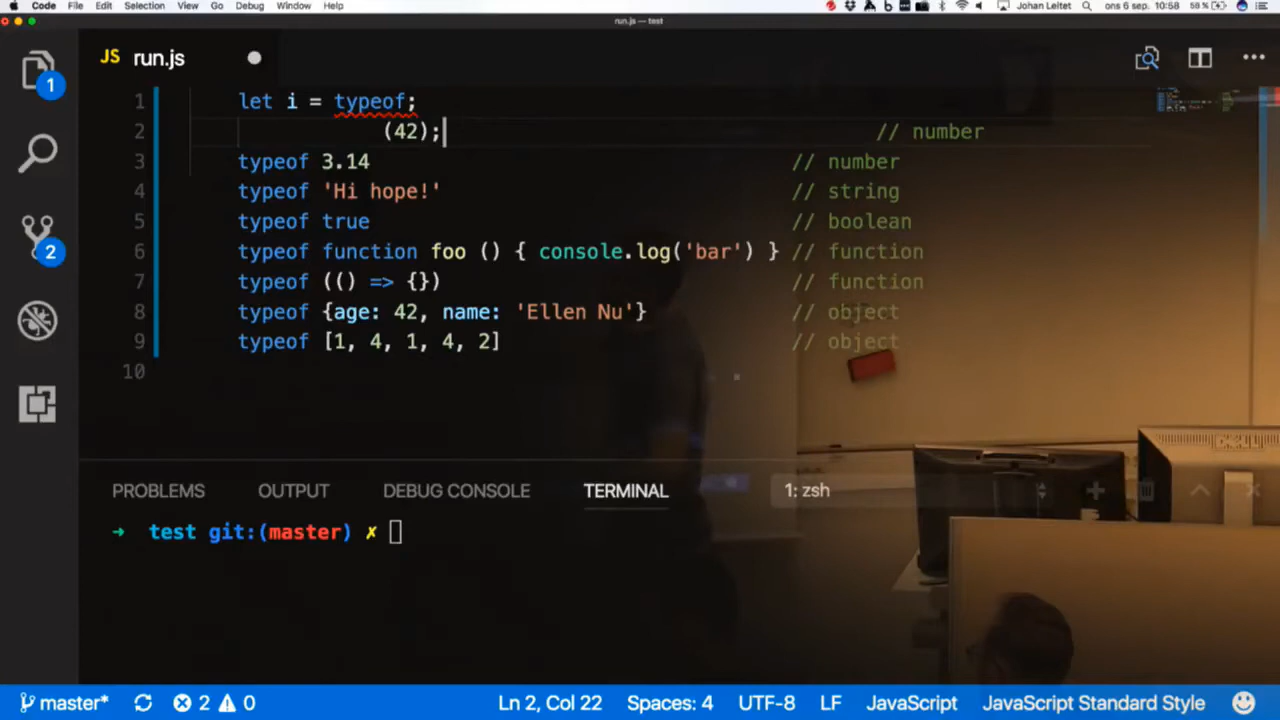 Code File Edit Selection View Go Debug Window Help Johan Leitet ons 6 sep. 10:58 58 %
run.js — test
JS run.js
1
1 let i = typeof;
2 (42); // number
3 typeof 3.14 // number
4 typeof 'Hi hope!' // string
5 typeof true // boolean
6 typeof function foo () { console.log('bar') } // function
7 typeof (() => {}) // function
8 typeof {age: 42, name: 'Ellen Nu'} // object
9 typeof [1, 4, 1, 4, 2] // object
10
2
PROBLEMS OUTPUT DEBUG CONSOLE TERMINAL 1: zsh
➜ test git:(master) ✗
DELL
master* 2 0 Ln 2, Col 22 Spaces: 4 UTF-8 LF JavaScript JavaScript Standard Style